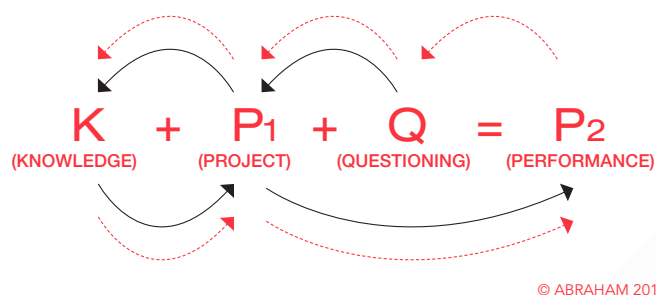 K + P1 + Q = P2
(KNOWLEDGE) (PROJECT) (QUESTIONING) (PERFORMANCE)
© ABRAHAM 201